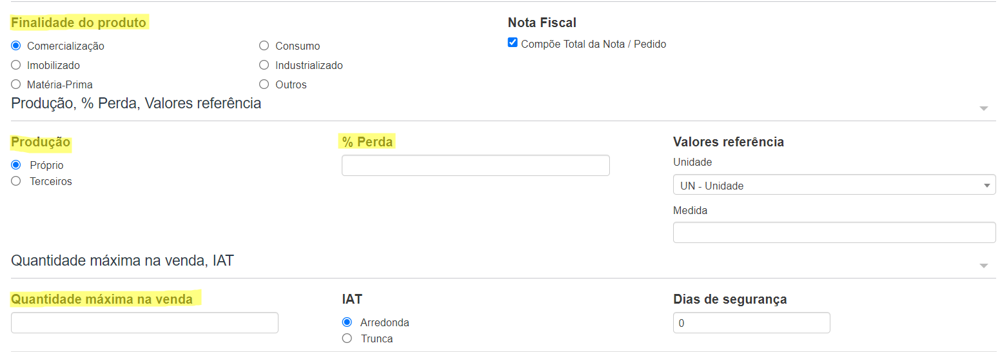 Finalidade do produto
Nota Fiscal
Comercialização
Consumo
Compõe Total da Nota / Pedido
Imobilizado
Industrializado
Matéria-Prima
Outros
Produção, % Perda, Valores referência
Produção
% Perda
Valores referência
Próprio
Unidade
Terceiros
UN - Unidade
Medida
Quantidade máxima na venda, IAT
Quantidade máxima na venda
IAT
Dias de segurança
Arredonda
0
Trunca